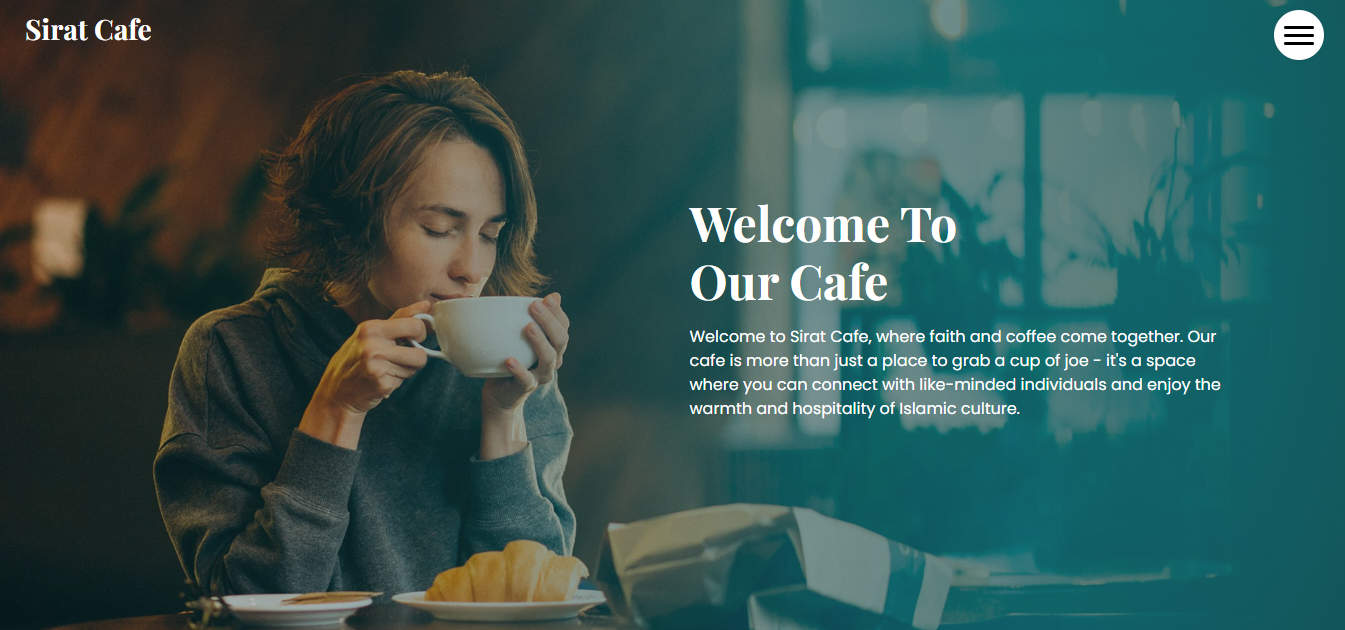 Sirat Cafe
Welcome To
Our Cafe
Welcome to Sirat Cafe, where faith and coffee come together. Our
cafe is more than just a place to grab a cup of joe - it's a space
where you can connect with like-minded individuals and enjoy the
warmth and hospitality of Islamic culture.